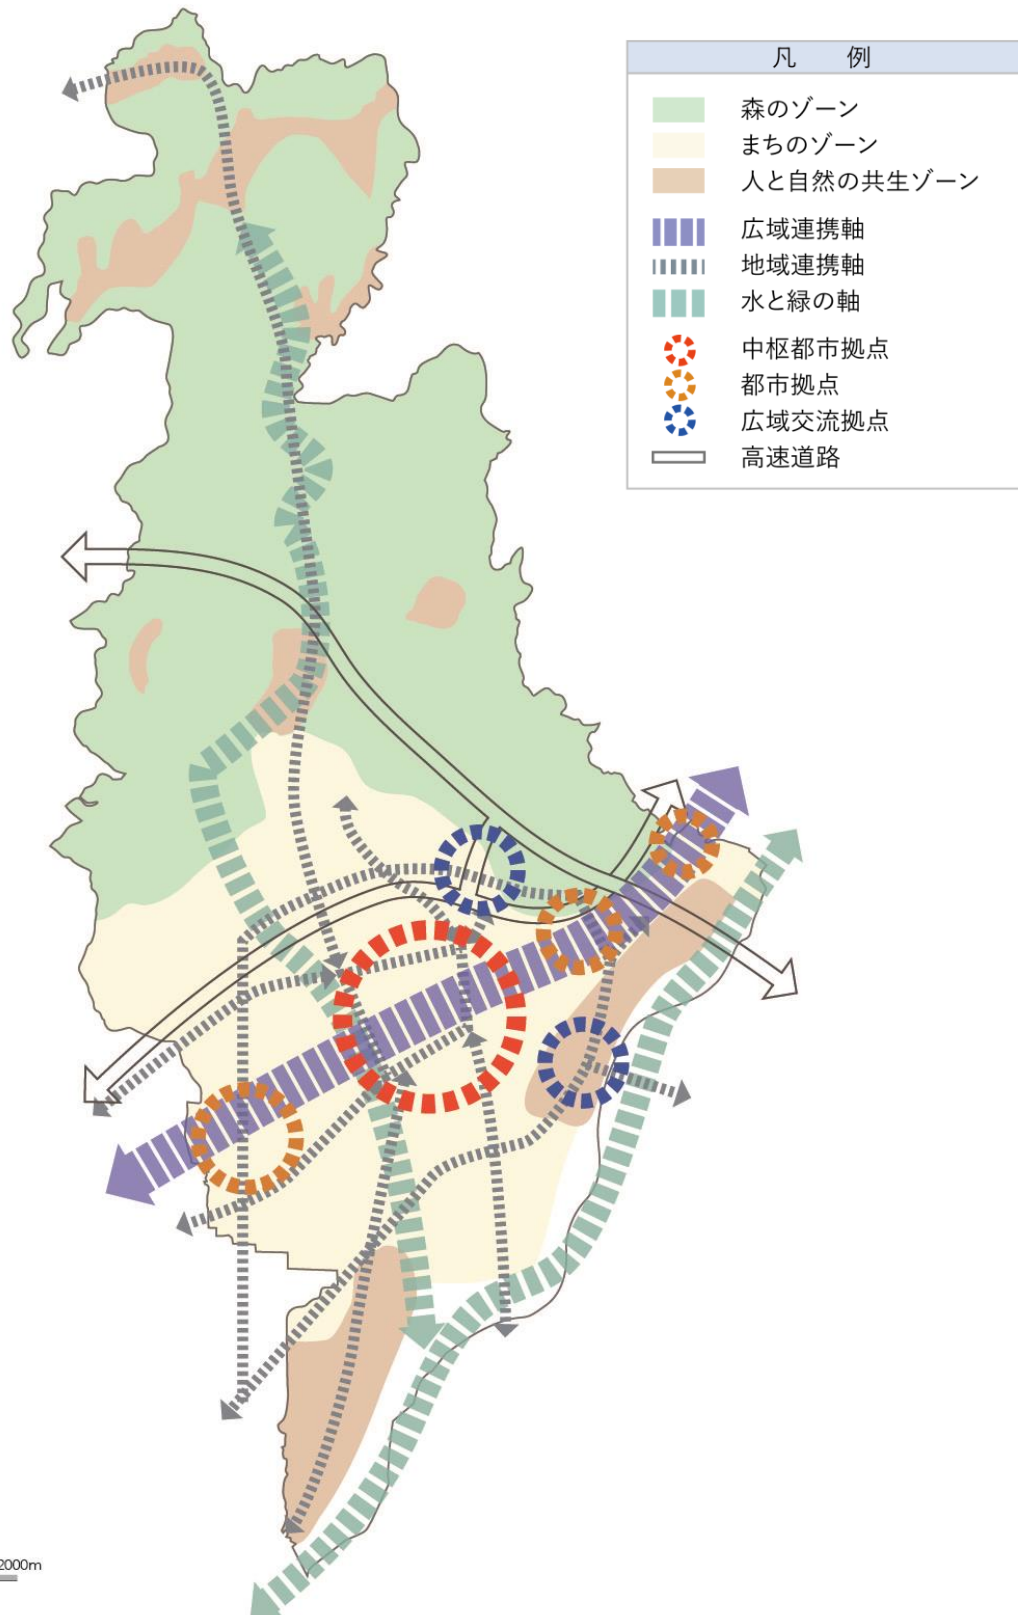 凡　例
森のゾーン
まちのゾーン
人と自然の共生ゾーン
広域連携軸
地域連携軸
水と緑の軸
中枢都市拠点
都市拠点
広域交流拠点
高速道路
2000m